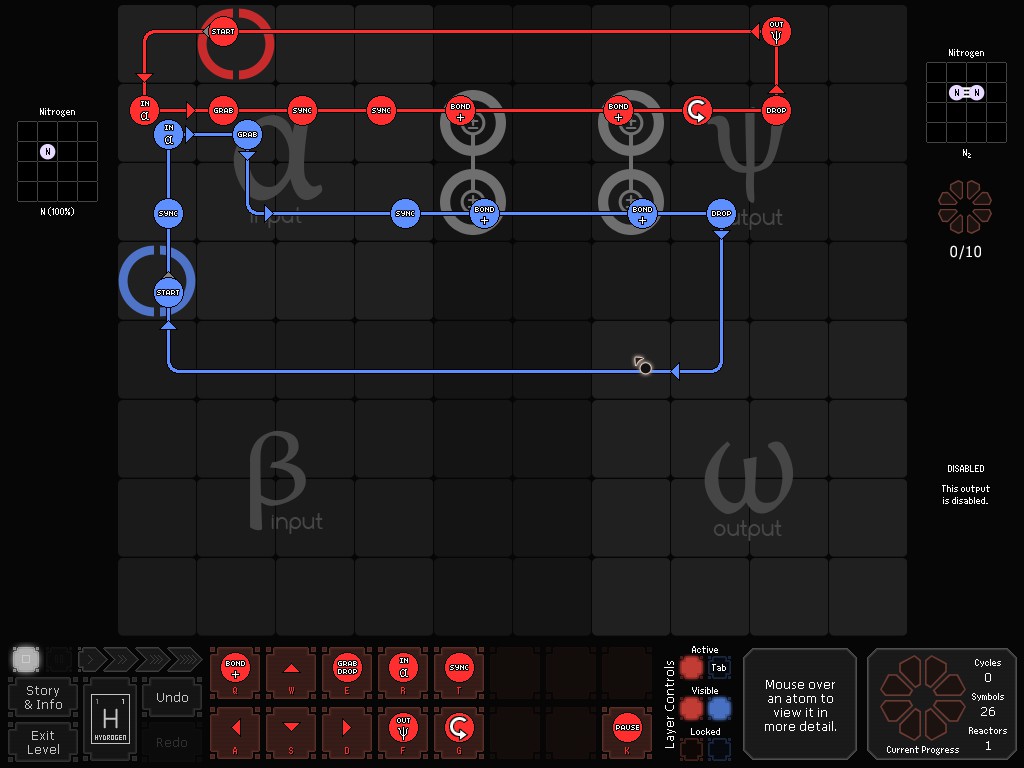 START
OUT
Ψ
IN
α
GRAB
SYNC
SYNC
BOND
+
BOND
+
DROP
IN
α
GRAB
α
input
ψ
output
SYNC
SYNC
BOND
+
BOND
+
DROP
START
β
input
ω
output
Nitrogen
N
N (100%)
Nitrogen
N = N
N₂
0/10
DISABLED
This output
is disabled.
Story
& Info
Exit
Level
1 1
H
HYDROGEN
Undo
Redo
BOND
+
Q
W
GRAB
DROP
E
IN
α
R
SYNC
T
A
S
D
OUT
Ψ
F
G
PAUSE
K
Layer Controls
Active
Tab
Visible
Locked
Mouse over
an atom to
view it in
more detail.
Cycles
0
Symbols
26
Reactors
1
Current Progress